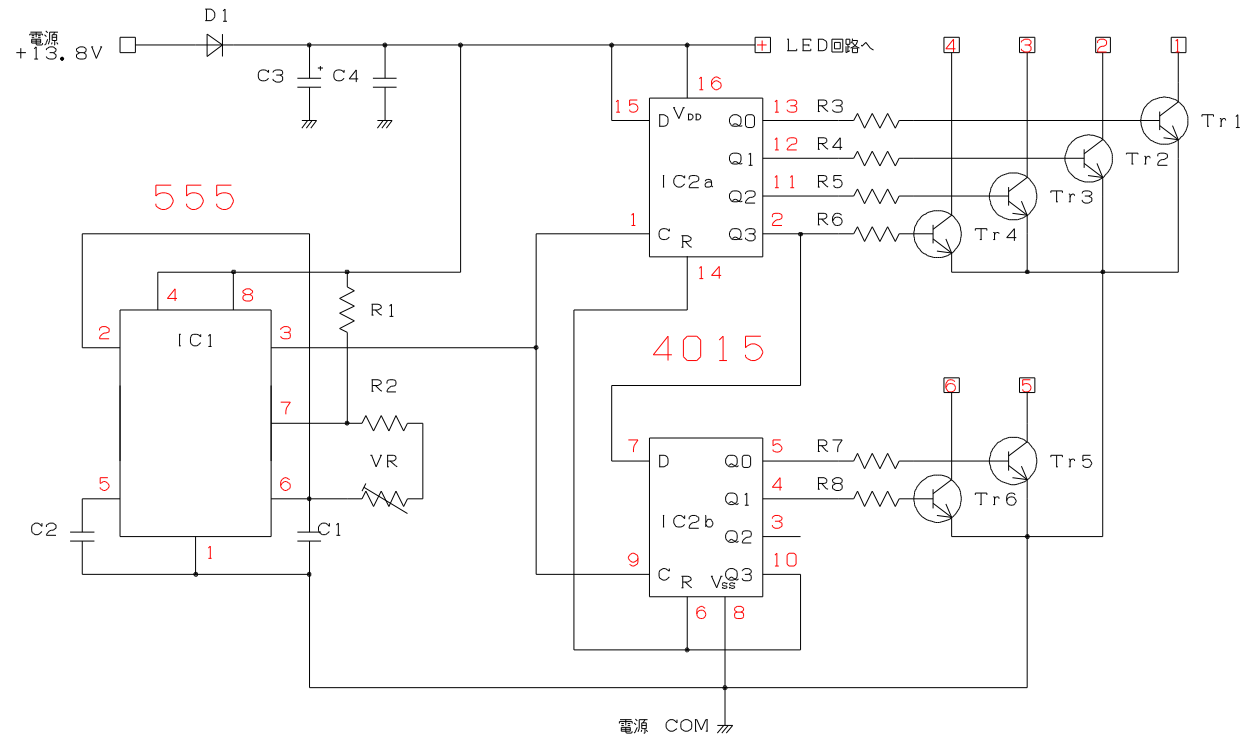 D1
電源
+13.8V
+
LED回路へ
4
3
2
1
C3
+
C4
16
15
VDD
D
Q0
13
R3
Tr1
Q1
12
R4
Tr2
555
IC2a
Q2
11
R5
Tr3
1
C
R
Q3
2
R6
Tr4
14
4
8
2
IC1
3
R1
4015
R2
7
6
5
7
D
Q0
5
R7
Tr5
VR
5
6
Q1
4
R8
Tr6
C2
C1
IC2b
3
Q2
1
9
C
R
Vss
Q3
10
6
8
電源 COM